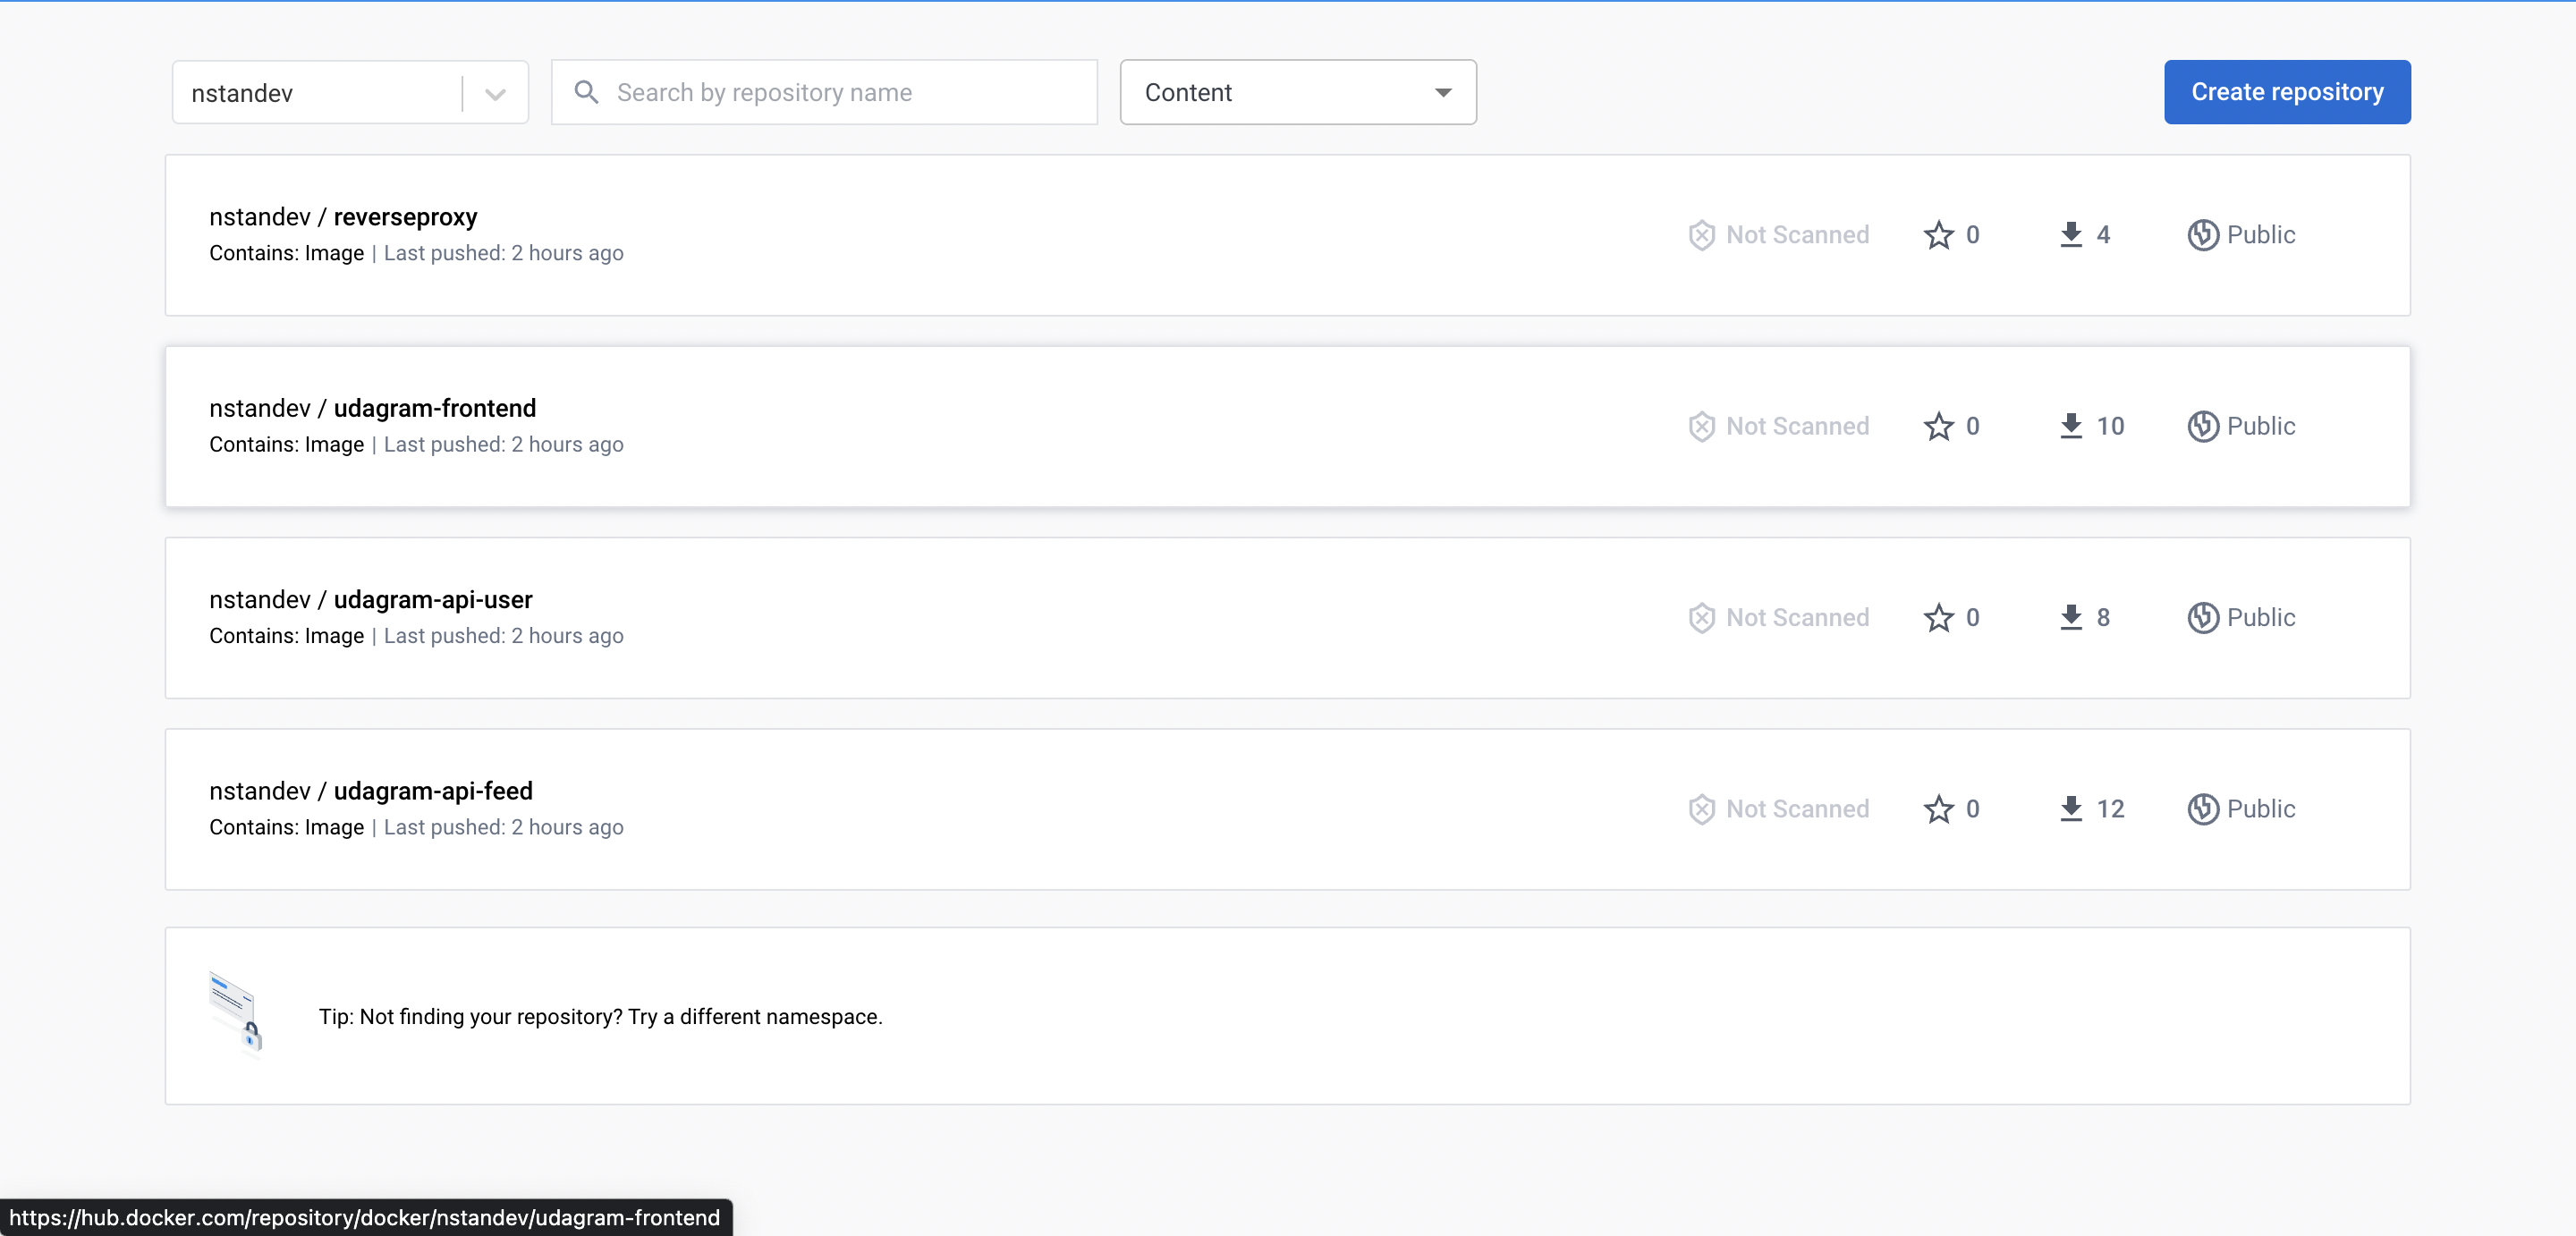 nstandev
Search by repository name
Content
Create repository
nstandev / reverseproxy
Contains: Image | Last pushed: 2 hours ago
Not Scanned
0
4
Public
nstandev / udagram-frontend
Contains: Image | Last pushed: 2 hours ago
Not Scanned
0
10
Public
nstandev / udagram-api-user
Contains: Image | Last pushed: 2 hours ago
Not Scanned
0
8
Public
nstandev / udagram-api-feed
Contains: Image | Last pushed: 2 hours ago
Not Scanned
0
12
Public
Tip: Not finding your repository? Try a different namespace.
https://hub.docker.com/repository/docker/nstandev/udagram-frontend